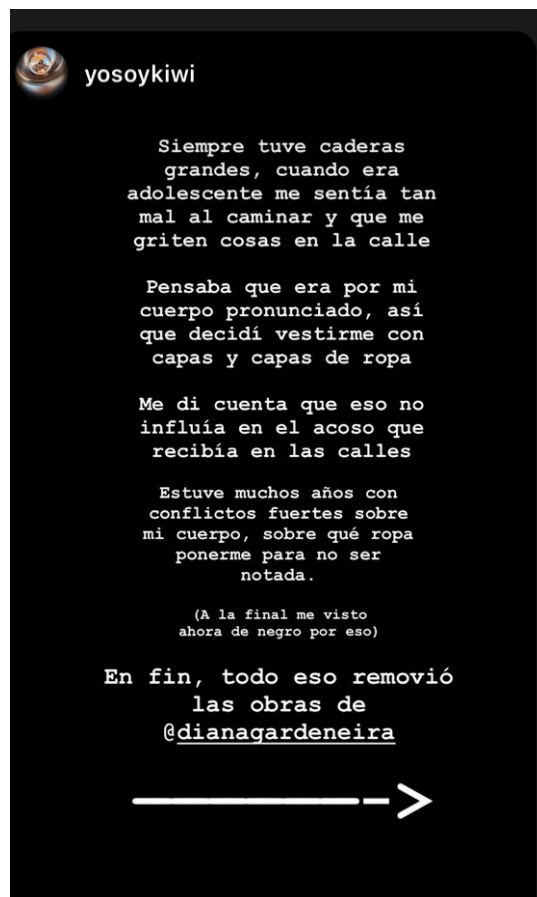 yosoykiwi
Siempre tuve caderas
grandes, cuando era
adolescente me sentía tan
mal al caminar y que me
griten cosas en la calle
Pensaba que era por mi
cuerpo pronunciado, así
que decidí vestirme con
capas y capas de ropa
Me di cuenta que eso no
influía en el acoso que
recibía en las calles
Estuve muchos años con
conflictos fuertes sobre
mi cuerpo, sobre qué ropa
ponerme para no ser
notada.
(A la final me visto
ahora de negro por eso)
En fin, todo eso removió
las obras de
@dianagardeneira